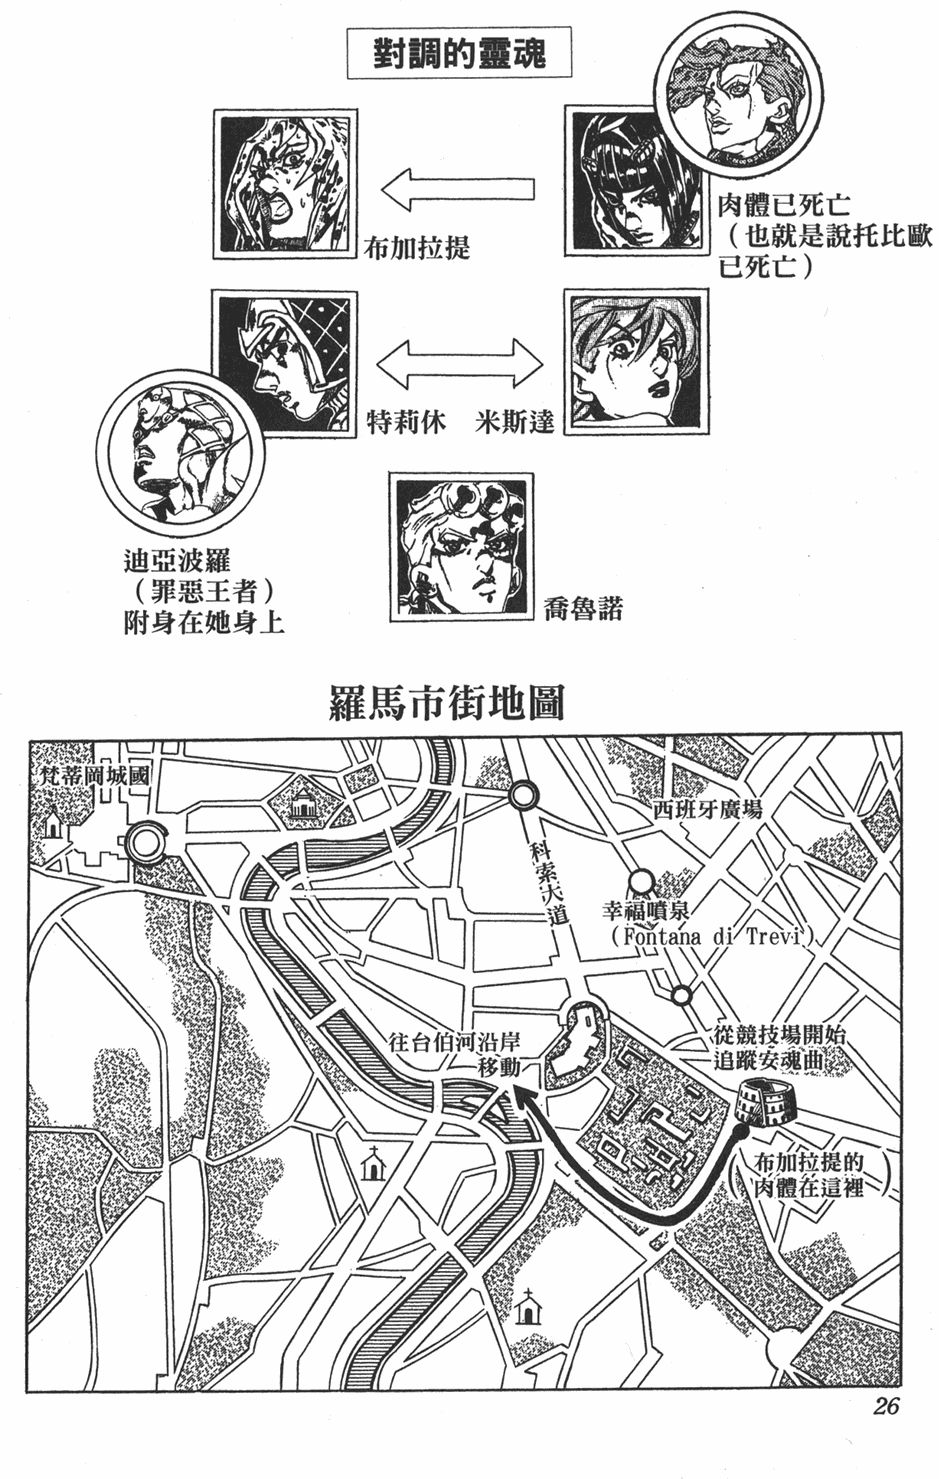 對調的靈魂
布加拉提
肉體已死亡
（也就是說托比歐
已死亡）
特莉休
米斯達
迪亞波羅
（罪惡王者）
附身在她身上
喬魯諾
羅馬市街地圖
梵蒂岡城國
西班牙廣場
科索大道
幸福噴泉
（Fontana di Trevi）
往台伯河沿岸
移動
從競技場開始
追蹤安魂曲
（布加拉提的
肉體在這裡）
26